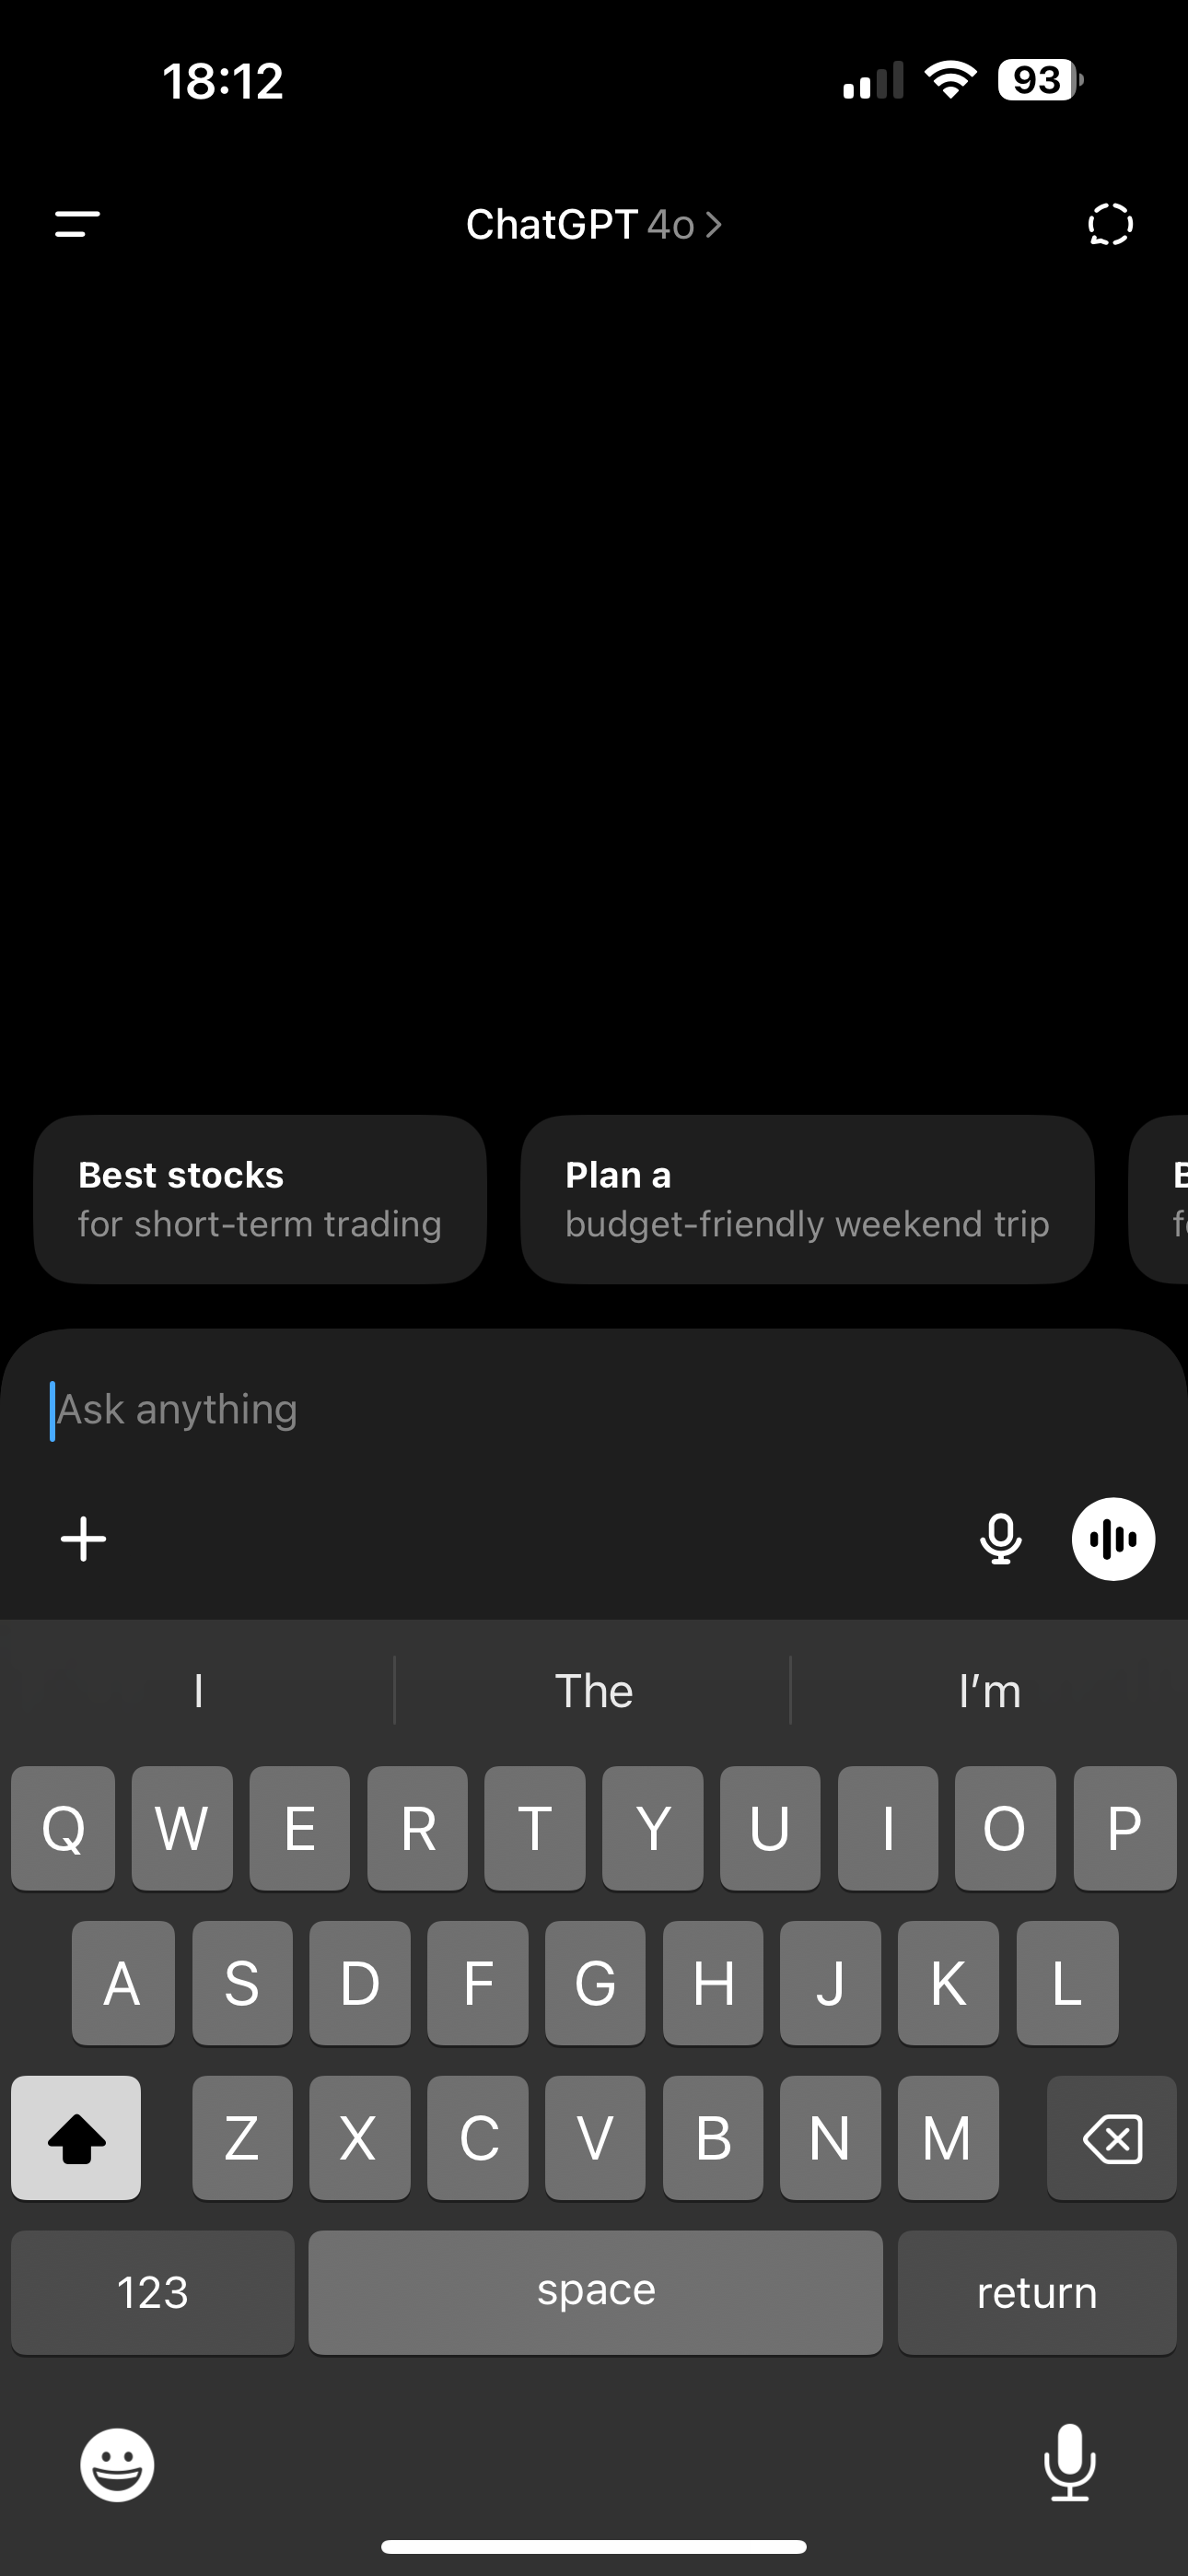 18:12
93
ChatGPT 4o
Best stocks
for short-term trading
Plan a
budget-friendly weekend trip
Ask anything
I
The
I’m
Q W E R T Y U I O P
A S D F G H J K L
Z X C V B N M
123
space
return